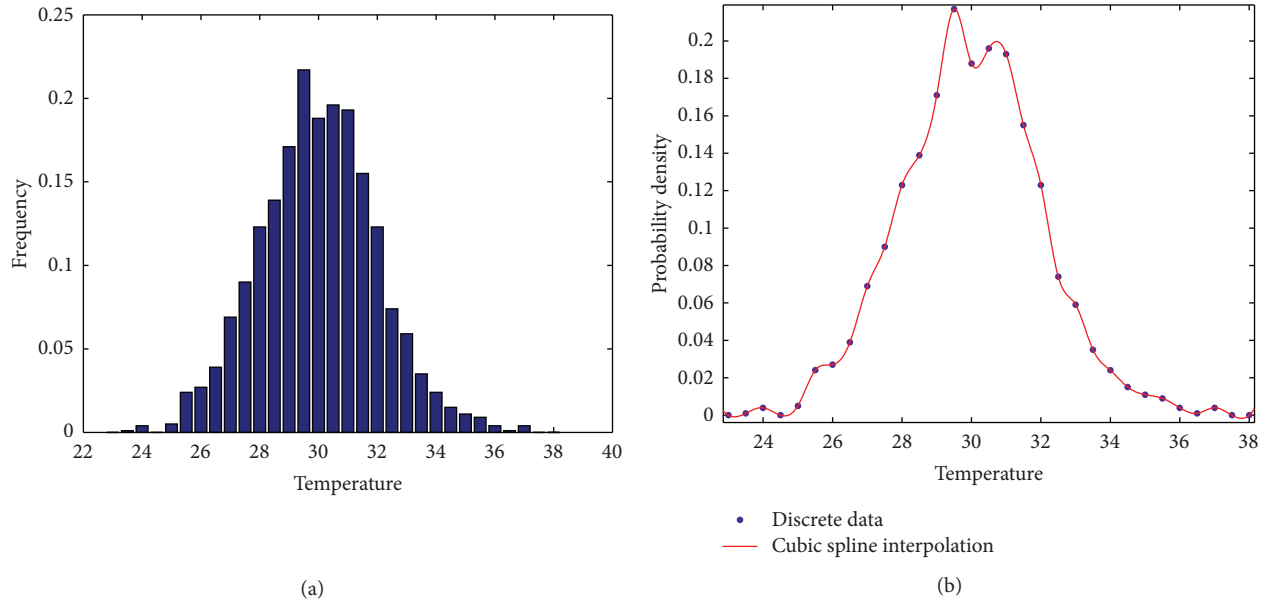 0.25
0.2
0.15
0.1
0.05
0
Frequency
22 24 26 28 30 32 34 36 38 40
Temperature
(a)
0.2
0.18
0.16
0.14
0.12
0.1
0.08
0.06
0.04
0.02
0
Probability density
24 26 28 30 32 34 36 38
Temperature
Discrete data
Cubic spline interpolation
(b)